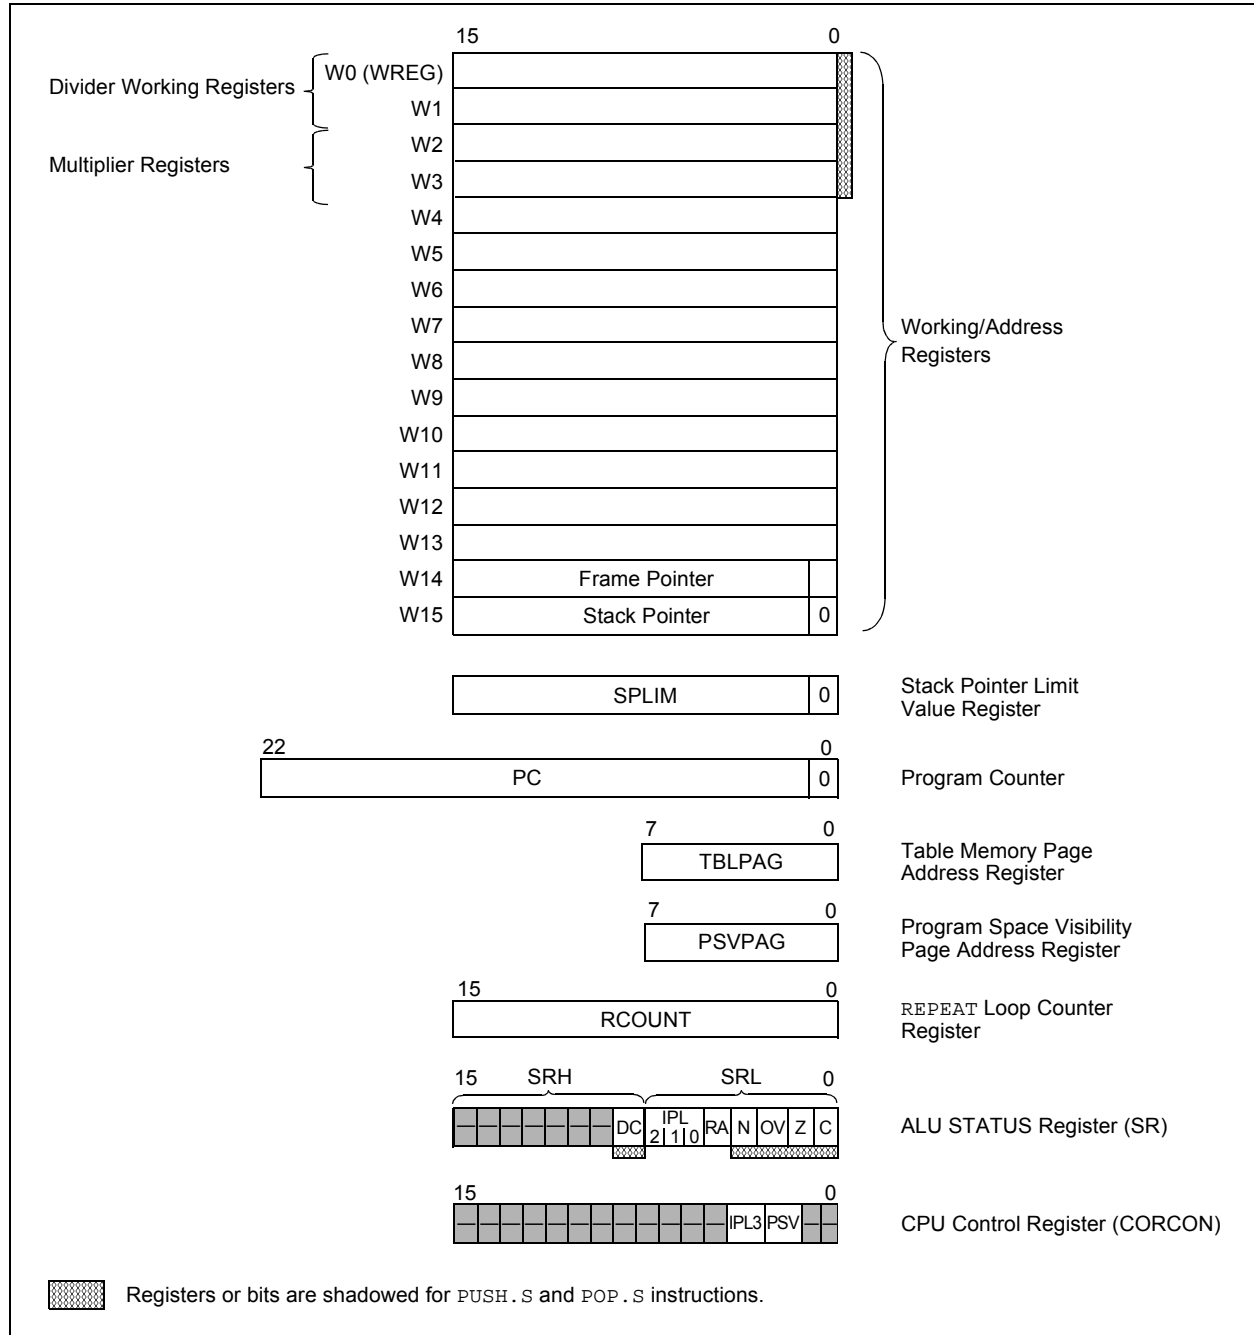 15 0
Divider Working Registers
W0 (WREG)
W1
Multiplier Registers
W2
W3
W4
W5
W6
W7
W8
W9
W10
W11
W12
W13
W14 Frame Pointer
W15 Stack Pointer 0
Working/Address
Registers
SPLIM 0
Stack Pointer Limit
Value Register
22 0
PC 0 Program Counter
7 0
TBLPAG
Table Memory Page
Address Register
7 0
PSVPAG
Program Space Visibility
Page Address Register
15 0
RCOUNT
REPEAT Loop Counter
Register
15 SRH SRL 0
— — — — — — — DC IPL 2 1 0 RA N OV Z C ALU STATUS Register (SR)
15 0
— — — — — — — — — — — — IPL3 PSV — — CPU Control Register (CORCON)
Registers or bits are shadowed for PUSH.S and POP.S instructions.